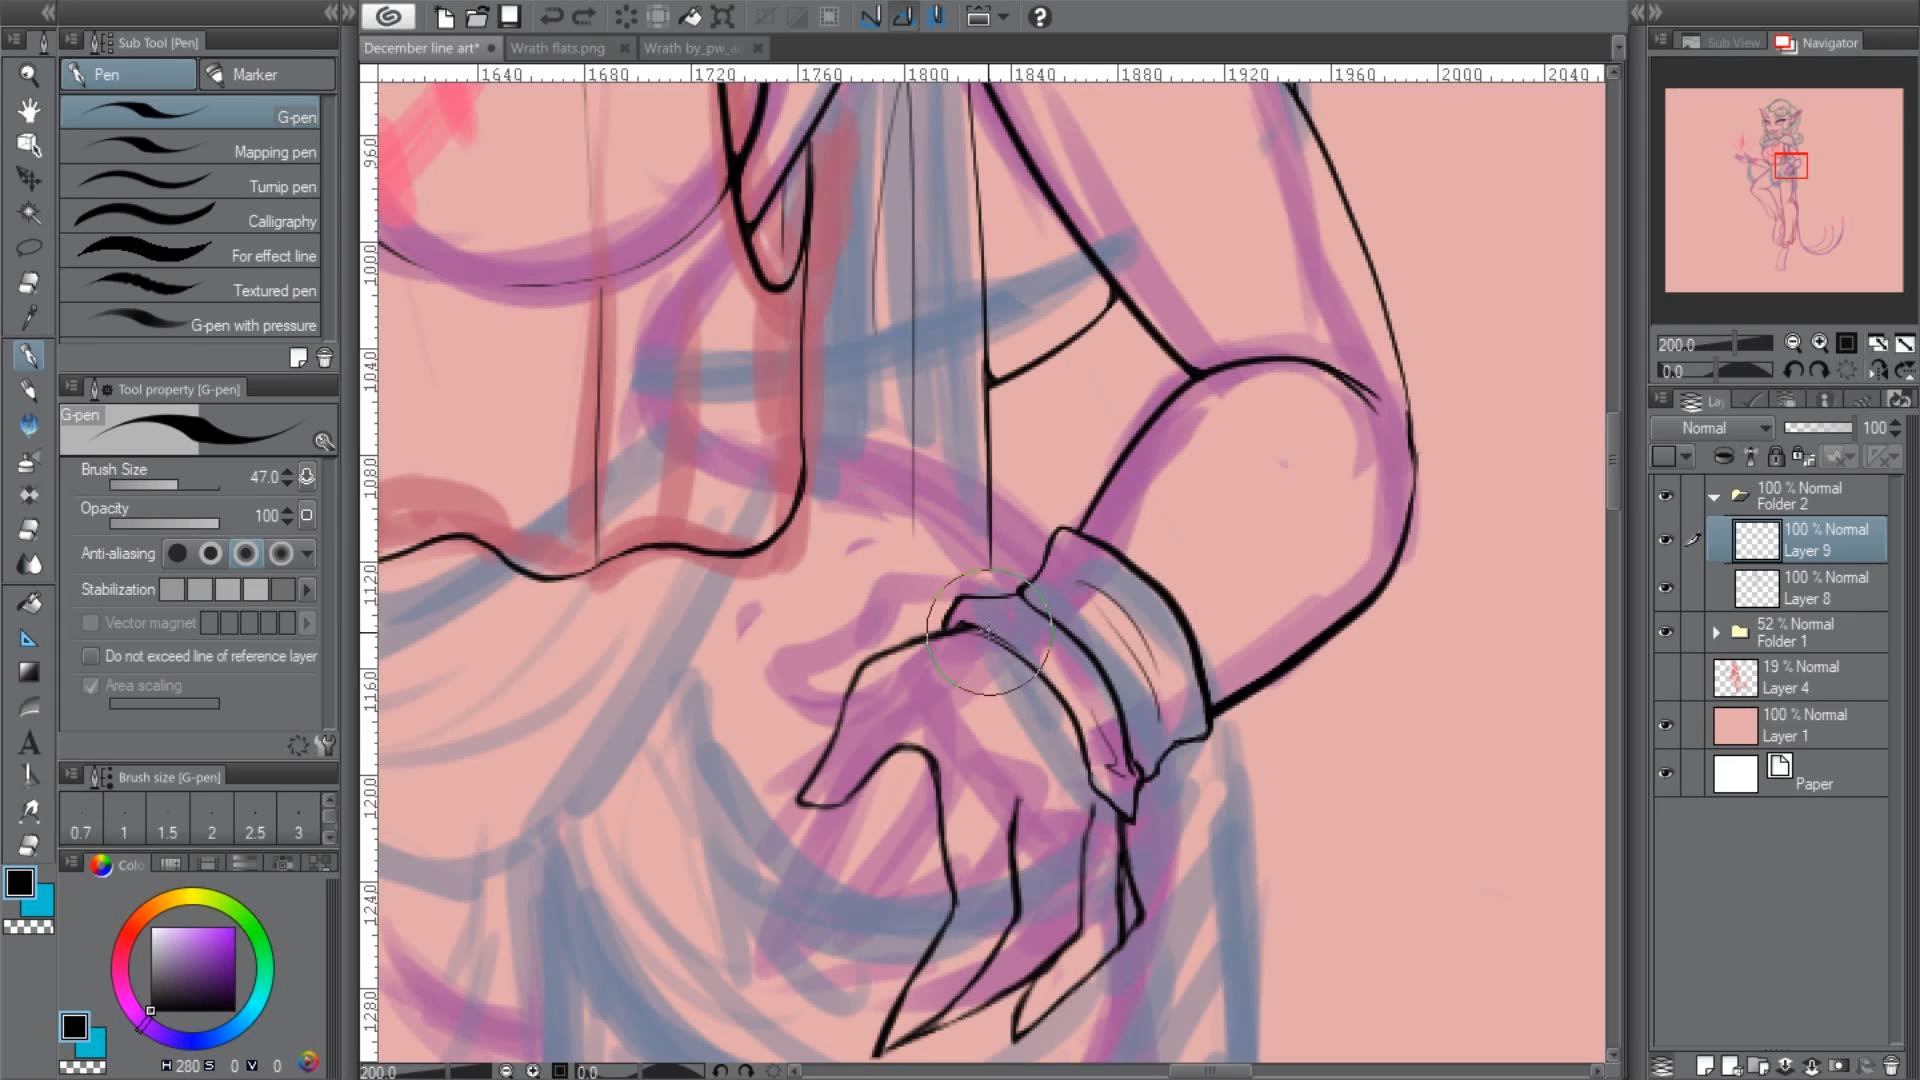 Sub Tool [Pen]
Pen
Marker
G-pen
Mapping pen
Turnip pen
Calligraphy
For effect line
Textured pen
G-pen with pressure
Tool property [G-pen]
G-pen
Brush Size
47.0
Opacity
100
Anti-aliasing
Stabilization
Vector magnet
Do not exceed line of reference layer
Area scaling
Brush size [G-pen]
0.7 1 1.5 2 2.5 3
Colo
H 280 S 0 V 0
December line art*
Wrath flats.png
Wrath by_pw_a
1640 1680 1720 1760 1800 1840 1880 1920 1960 2000 2040
960
1000
1040
1080
1120
1160
1200
1240
1280
200.0
0.0
Sub View
Navigator
200.0
0.0
Lay
Normal
100
100 % Normal
Folder 2
100 % Normal
Layer 9
100 % Normal
Layer 8
52 % Normal
Folder 1
19 % Normal
Layer 4
100 % Normal
Layer 1
Paper